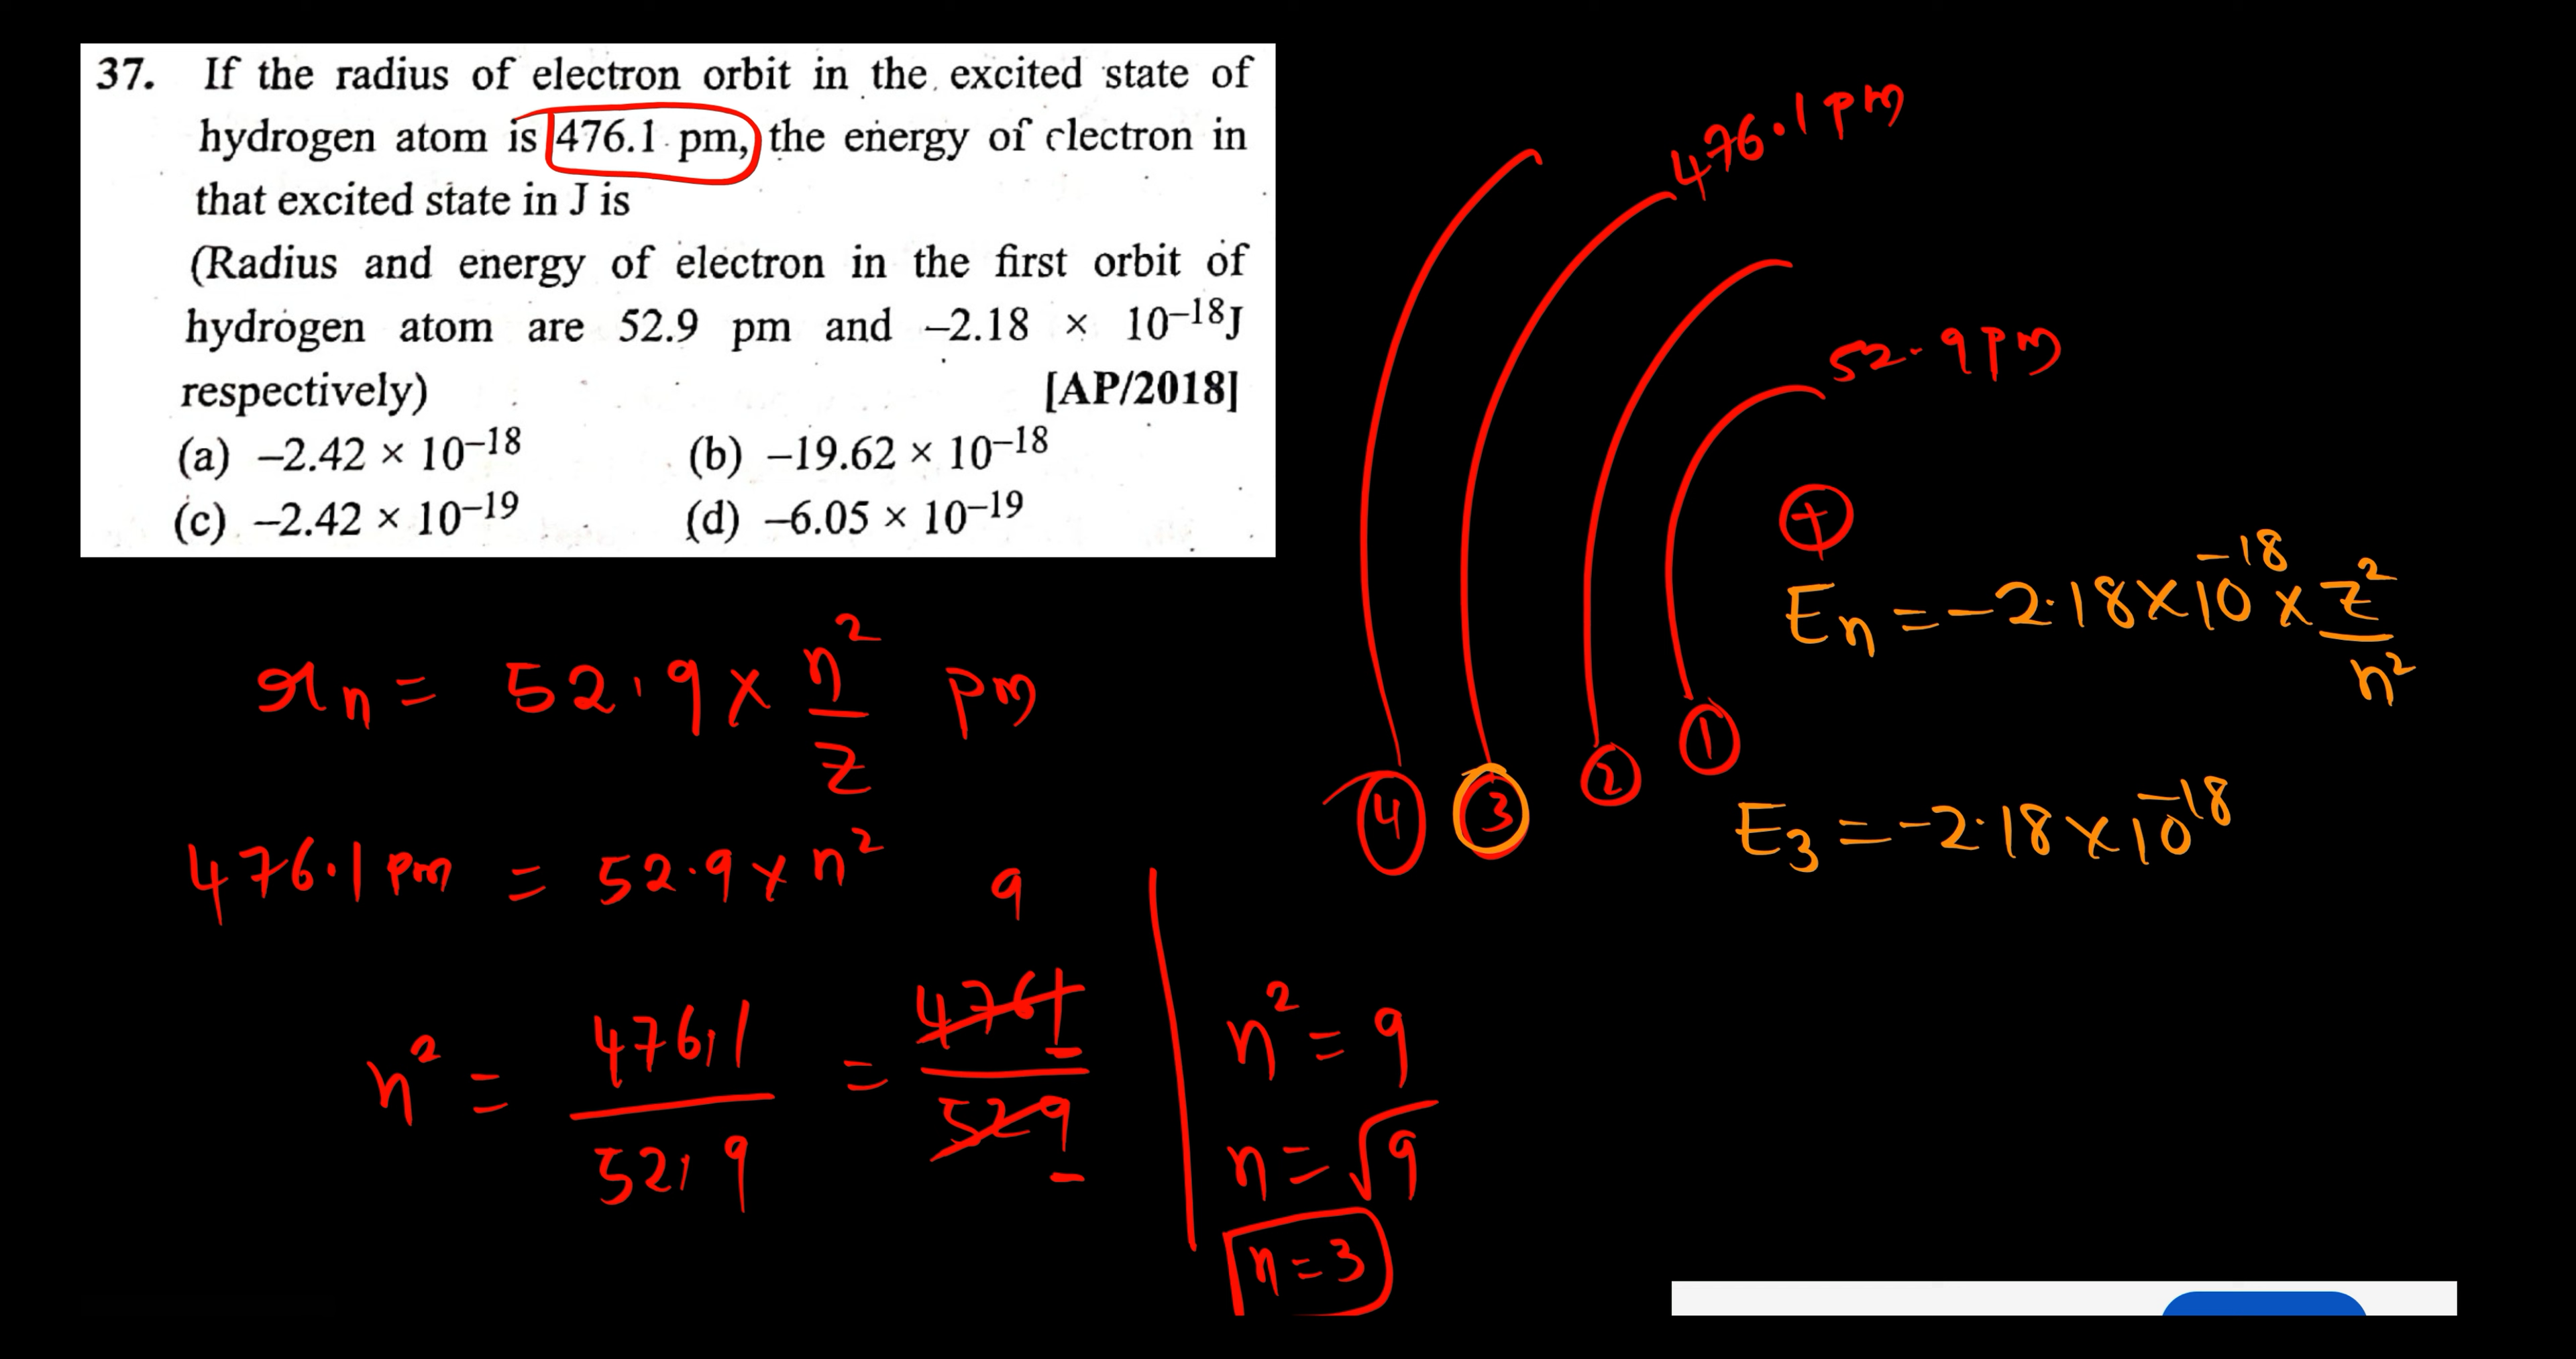 37. If the radius of electron orbit in the excited state of
hydrogen atom is 476.1 pm, the energy of electron in
that excited state in J is
(Radius and energy of electron in the first orbit of
hydrogen atom are 52.9 pm and –2.18 × 10⁻¹⁸J
respectively) [AP/2018]
(a) –2.42 × 10⁻¹⁸ (b) –19.62 × 10⁻¹⁸
(c) –2.42 × 10⁻¹⁹ (d) –6.05 × 10⁻¹⁹
476.1 pm
52.9 pm
+
4 3 2 1
rₙ = 52.9 × n²/Z pm
476.1 pm = 52.9 × n²
n² = 476.1/52.9 = 4761/529 9
n² = 9
n = √9
n = 3
Eₙ = -2.18 × 10⁻¹⁸ × Z²/n²
E₃ = -2.18 × 10⁻¹⁸